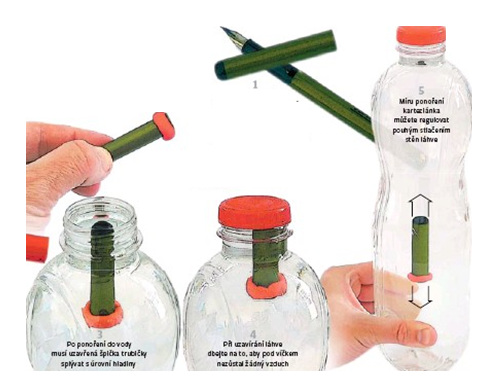 1
3
Po ponoření do vody
musí uzavřená špička trubičky
splývat s úrovní hladiny
4
Při uzavírání láhve
dbejte na to, aby pod víčkem
nezůstal žádný vzduch
5
Míru ponoření
karteziánka
můžete regulovat
pouhým stlačením
stěn láhve